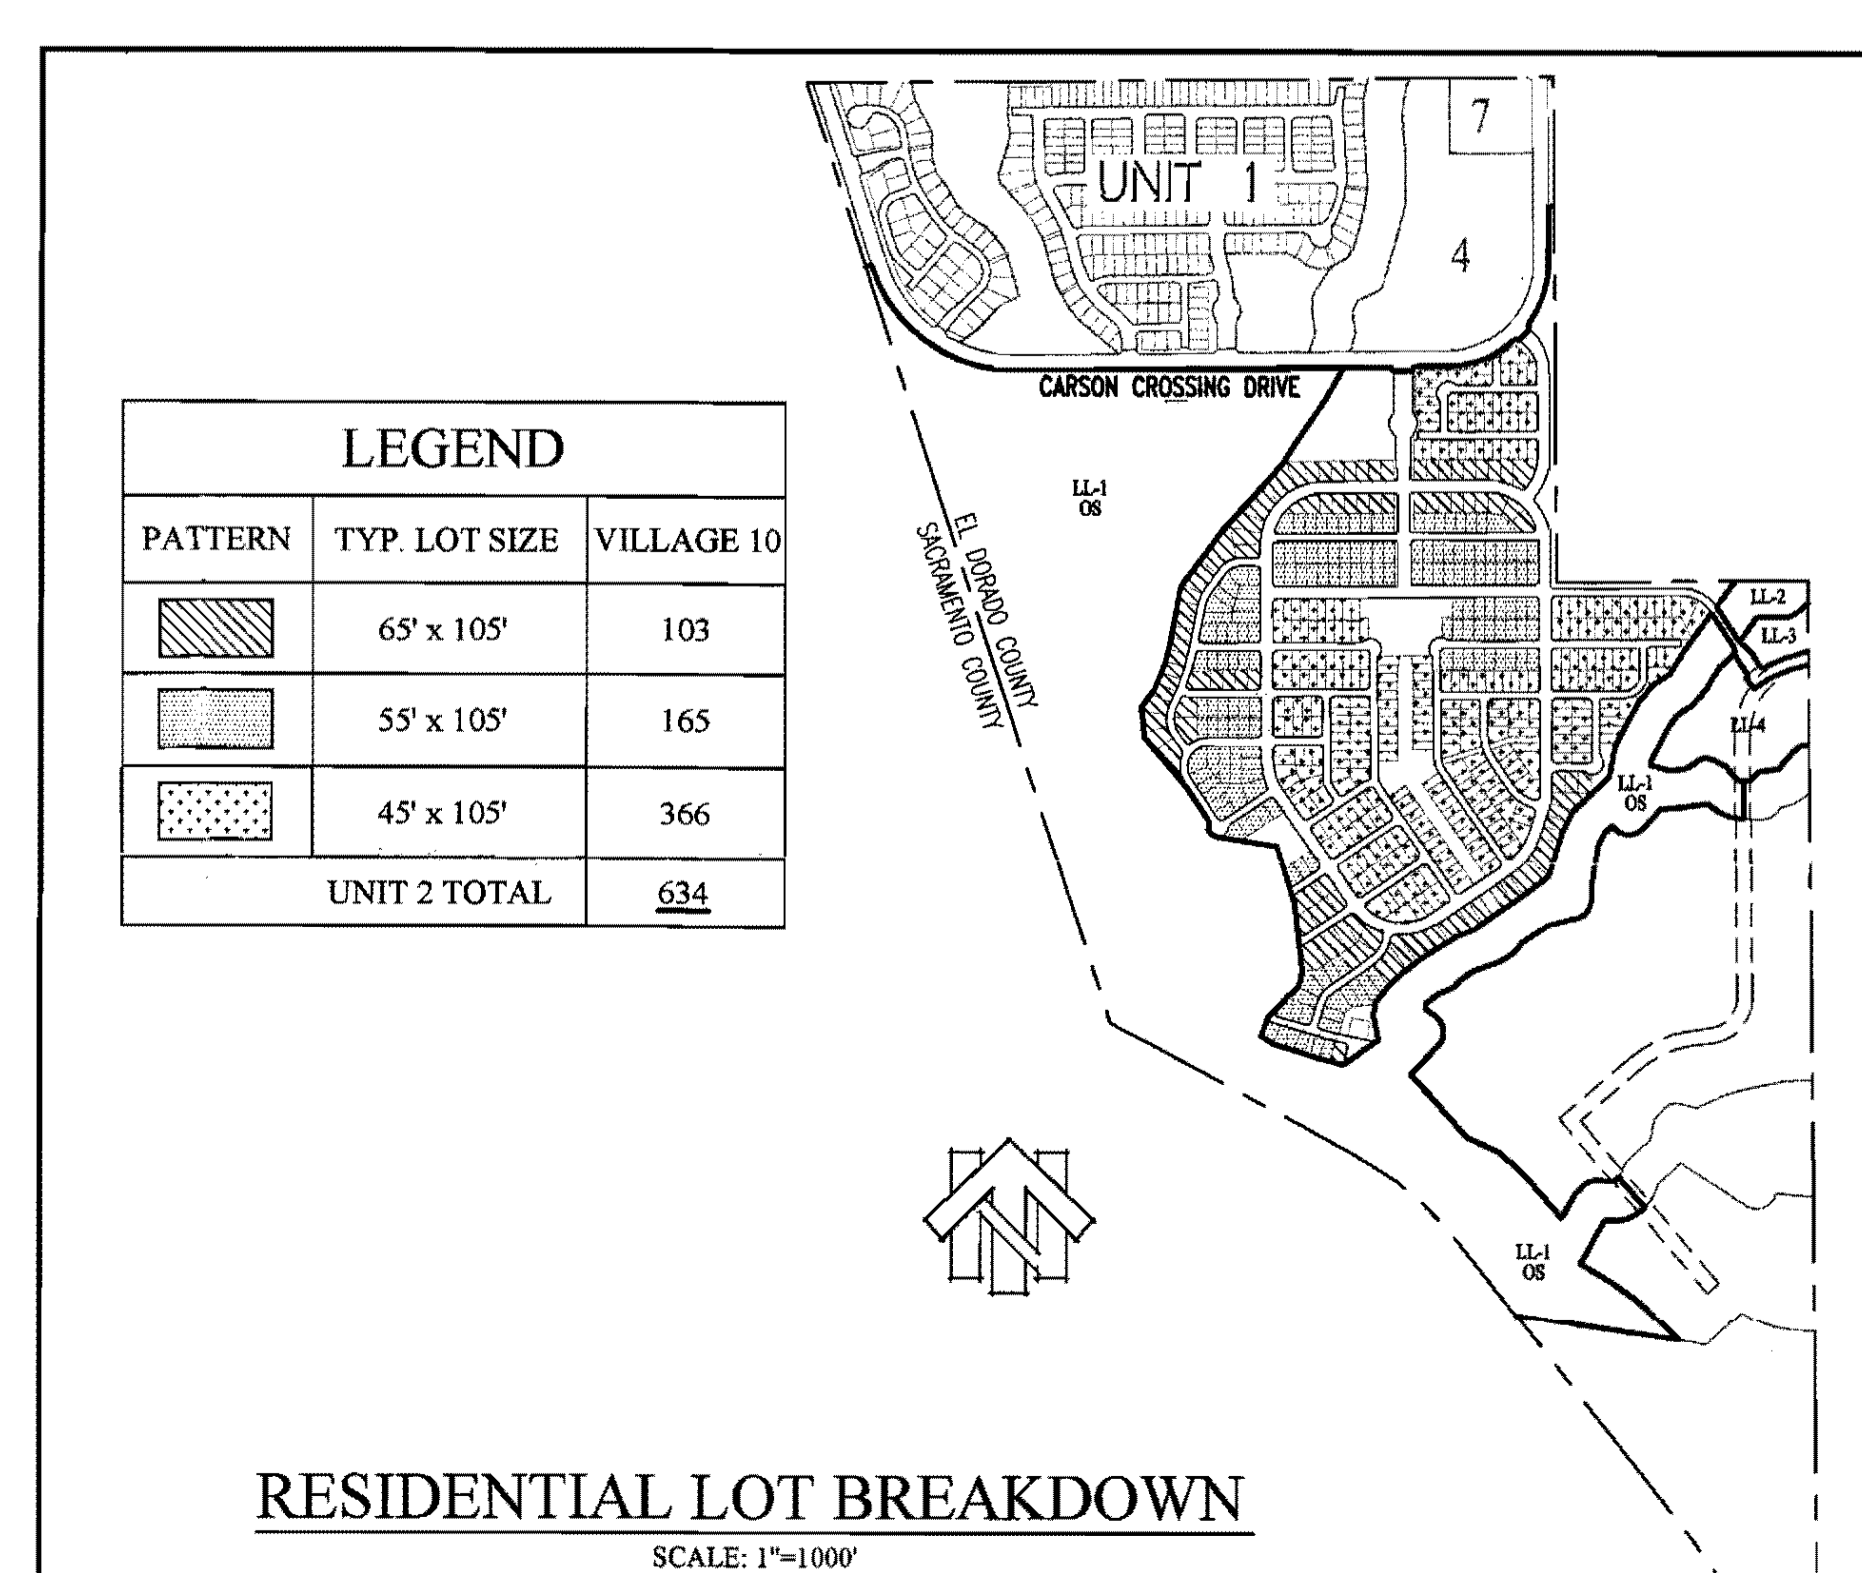 7
UNIT 1
4
CARSON CROSSING DRIVE
LEGEND
PATTERN TYP. LOT SIZE VILLAGE 10
65' x 105' 103
55' x 105' 165
45' x 105' 366
UNIT 2 TOTAL 634
LL-1
OS
EL DORADO COUNTY
SACRAMENTO COUNTY
LL-2
LL-3
LL-4
LL-1
OS
N
LL-1
OS
RESIDENTIAL LOT BREAKDOWN
SCALE: 1"=1000'